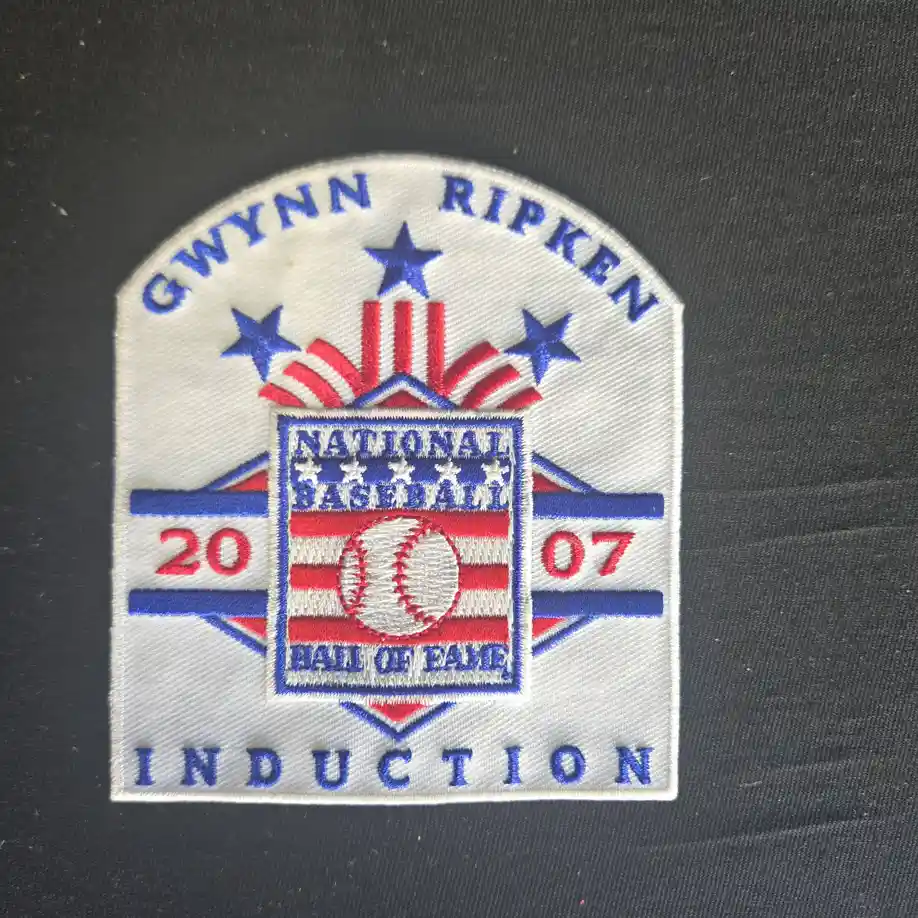 GWYNN RIPKEN
NATIONAL
BASEBALL
20 07
HALL OF FAME
INDUCTION